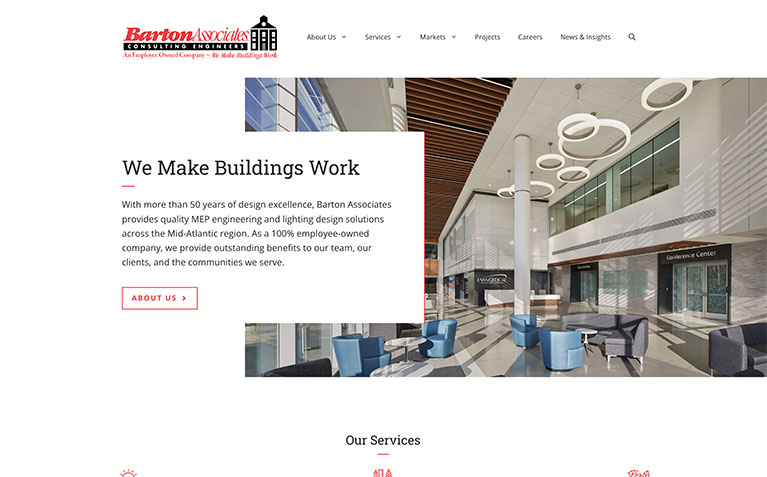 Barton Associates
CONSULTING ENGINEERS
An Employee Owned Company ~ We Make Buildings Work.
About Us
Services
Markets
Projects
Careers
News & Insights
We Make Buildings Work
With more than 50 years of design excellence, Barton Associates
provides quality MEP engineering and lighting design solutions
across the Mid-Atlantic region. As a 100% employee-owned
company, we provide outstanding benefits to our team, our
clients, and the communities we serve.
ABOUT US
Conference Center
Our Services